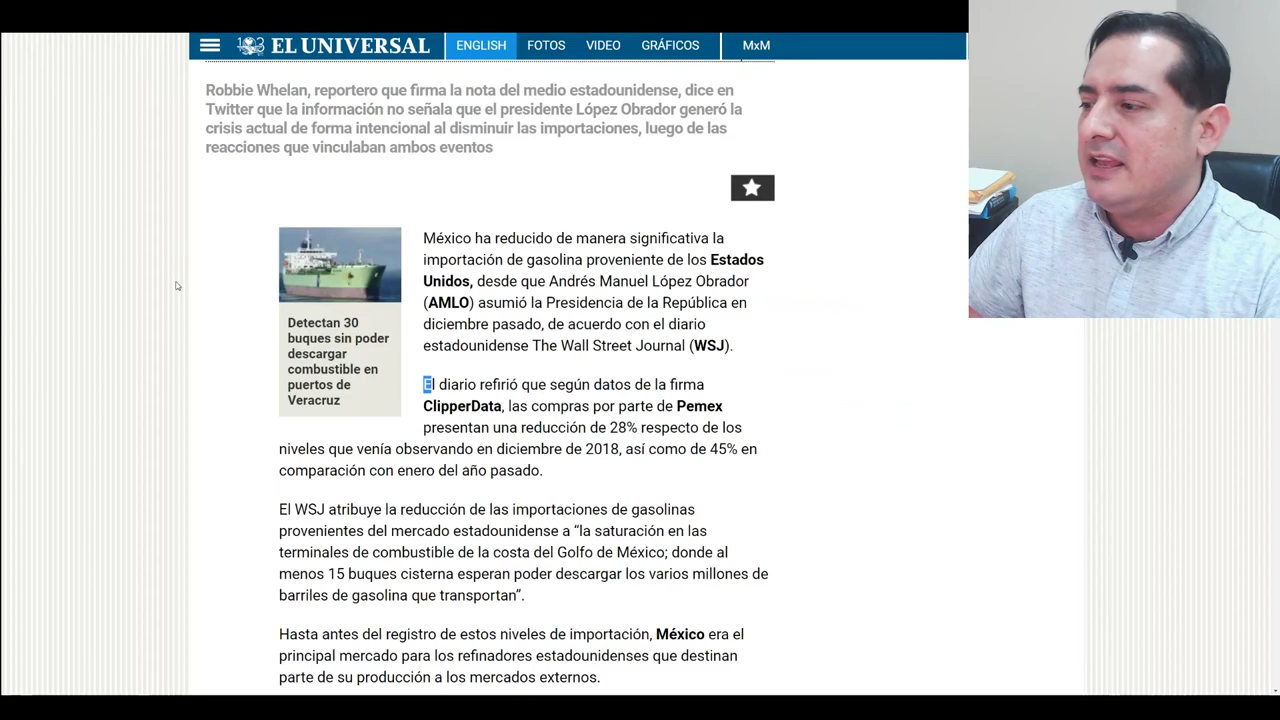 EL UNIVERSAL
ENGLISH
FOTOS
VIDEO
GRÁFICOS
MxM
Robbie Whelan, reportero que firma la nota del medio estadounidense, dice en
Twitter que la información no señala que el presidente López Obrador generó la
crisis actual de forma intencional al disminuir las importaciones, luego de las
reacciones que vinculaban ambos eventos
Detectan 30
buques sin poder
descargar
combustible en
puertos de
Veracruz
México ha reducido de manera significativa la
importación de gasolina proveniente de los Estados
Unidos, desde que Andrés Manuel López Obrador
(AMLO) asumió la Presidencia de la República en
diciembre pasado, de acuerdo con el diario
estadounidense The Wall Street Journal (WSJ).
El diario refirió que según datos de la firma
ClipperData, las compras por parte de Pemex
presentan una reducción de 28% respecto de los
niveles que venía observando en diciembre de 2018, así como de 45% en
comparación con enero del año pasado.
El WSJ atribuye la reducción de las importaciones de gasolinas
provenientes del mercado estadounidense a “la saturación en las
terminales de combustible de la costa del Golfo de México; donde al
menos 15 buques cisterna esperan poder descargar los varios millones de
barriles de gasolina que transportan”.
Hasta antes del registro de estos niveles de importación, México era el
principal mercado para los refinadores estadounidenses que destinan
parte de su producción a los mercados externos.